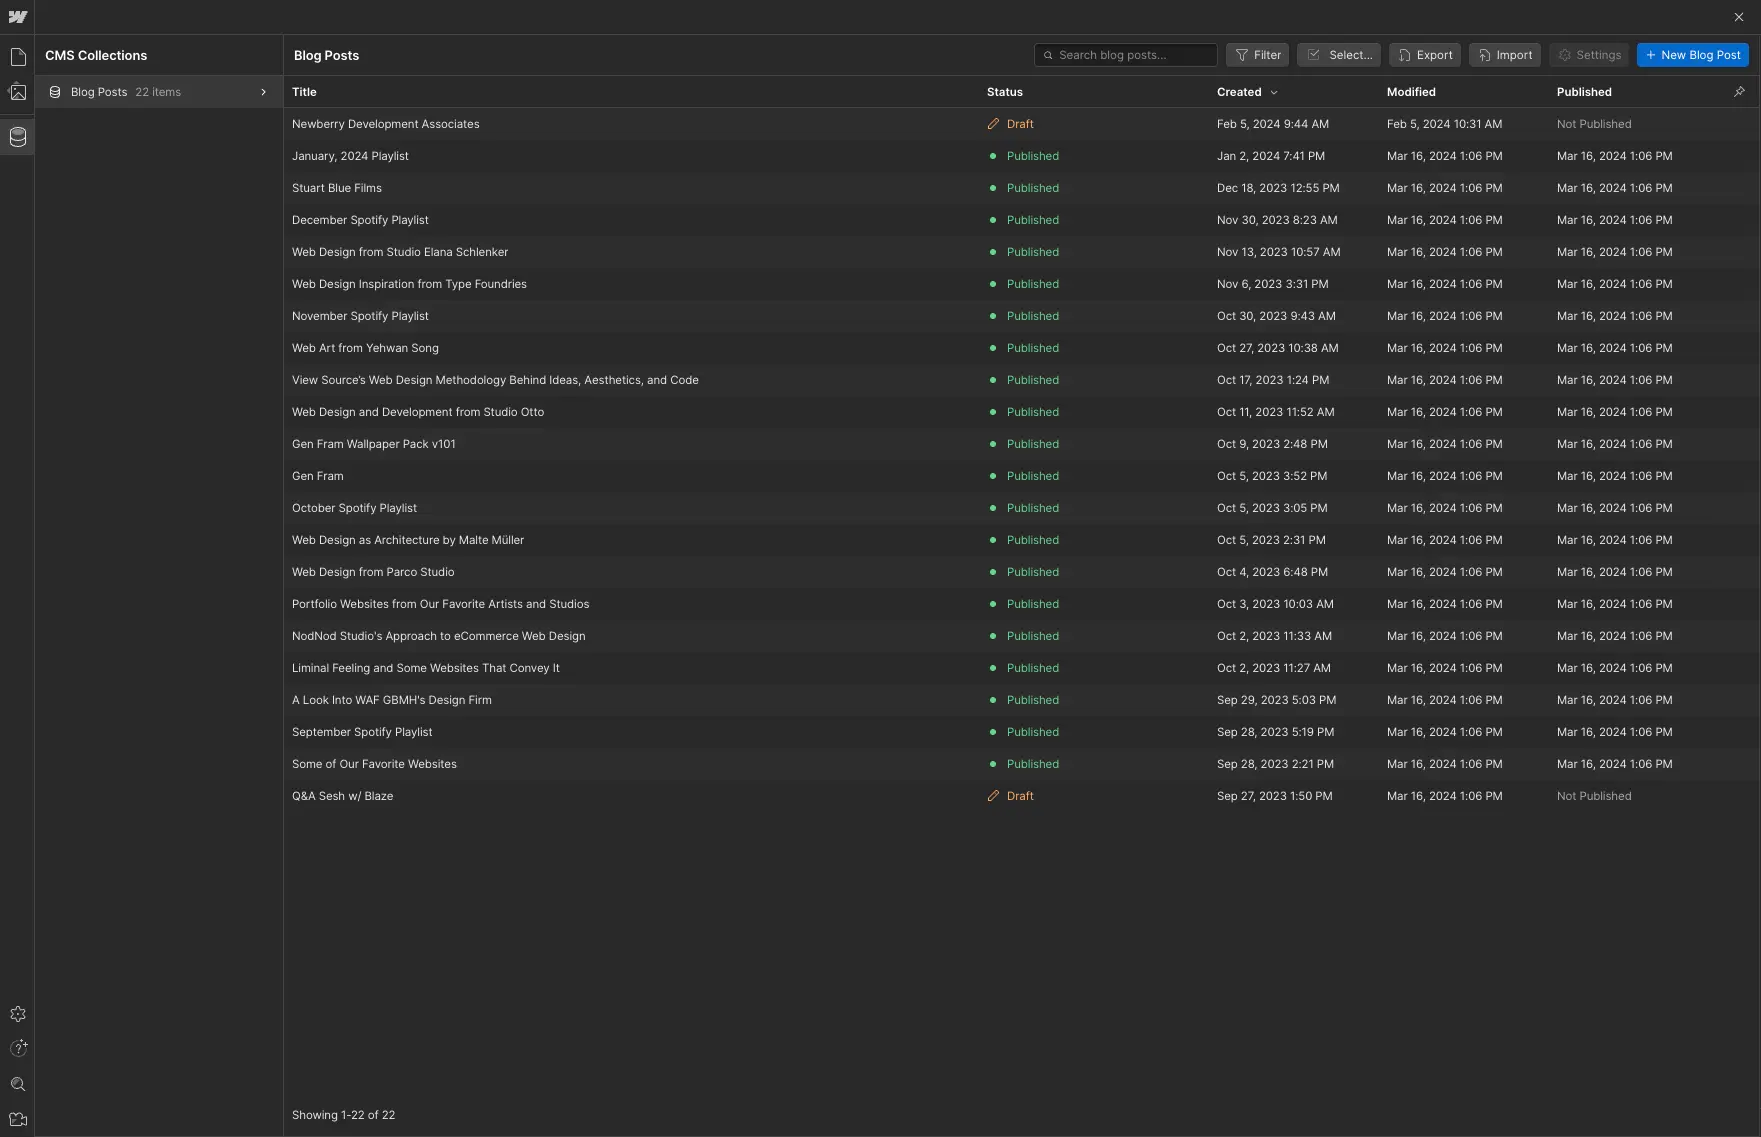 CMS Collections
Blog Posts
Search blog posts...
Filter
Select...
Export
Import
Settings
+ New Blog Post
Blog Posts 22 items
Title Status Created Modified Published
Newberry Development Associates Draft Feb 5, 2024 9:44 AM Feb 5, 2024 10:31 AM Not Published
January, 2024 Playlist Published Jan 2, 2024 7:41 PM Mar 16, 2024 1:06 PM Mar 16, 2024 1:06 PM
Stuart Blue Films Published Dec 18, 2023 12:55 PM Mar 16, 2024 1:06 PM Mar 16, 2024 1:06 PM
December Spotify Playlist Published Nov 30, 2023 8:23 AM Mar 16, 2024 1:06 PM Mar 16, 2024 1:06 PM
Web Design from Studio Elana Schlenker Published Nov 13, 2023 10:57 AM Mar 16, 2024 1:06 PM Mar 16, 2024 1:06 PM
Web Design Inspiration from Type Foundries Published Nov 6, 2023 3:31 PM Mar 16, 2024 1:06 PM Mar 16, 2024 1:06 PM
November Spotify Playlist Published Oct 30, 2023 9:43 AM Mar 16, 2024 1:06 PM Mar 16, 2024 1:06 PM
Web Art from Yehwan Song Published Oct 27, 2023 10:38 AM Mar 16, 2024 1:06 PM Mar 16, 2024 1:06 PM
View Source’s Web Design Methodology Behind Ideas, Aesthetics, and Code Published Oct 17, 2023 1:24 PM Mar 16, 2024 1:06 PM Mar 16, 2024 1:06 PM
Web Design and Development from Studio Otto Published Oct 11, 2023 11:52 AM Mar 16, 2024 1:06 PM Mar 16, 2024 1:06 PM
Gen Fram Wallpaper Pack v101 Published Oct 9, 2023 2:48 PM Mar 16, 2024 1:06 PM Mar 16, 2024 1:06 PM
Gen Fram Published Oct 5, 2023 3:52 PM Mar 16, 2024 1:06 PM Mar 16, 2024 1:06 PM
October Spotify Playlist Published Oct 5, 2023 3:05 PM Mar 16, 2024 1:06 PM Mar 16, 2024 1:06 PM
Web Design as Architecture by Malte Müller Published Oct 5, 2023 2:31 PM Mar 16, 2024 1:06 PM Mar 16, 2024 1:06 PM
Web Design from Parco Studio Published Oct 4, 2023 6:48 PM Mar 16, 2024 1:06 PM Mar 16, 2024 1:06 PM
Portfolio Websites from Our Favorite Artists and Studios Published Oct 3, 2023 10:03 AM Mar 16, 2024 1:06 PM Mar 16, 2024 1:06 PM
NodNod Studio's Approach to eCommerce Web Design Published Oct 2, 2023 11:33 AM Mar 16, 2024 1:06 PM Mar 16, 2024 1:06 PM
Liminal Feeling and Some Websites That Convey It Published Oct 2, 2023 11:27 AM Mar 16, 2024 1:06 PM Mar 16, 2024 1:06 PM
A Look Into WAF GBMH's Design Firm Published Sep 29, 2023 5:03 PM Mar 16, 2024 1:06 PM Mar 16, 2024 1:06 PM
September Spotify Playlist Published Sep 28, 2023 5:19 PM Mar 16, 2024 1:06 PM Mar 16, 2024 1:06 PM
Some of Our Favorite Websites Published Sep 28, 2023 2:21 PM Mar 16, 2024 1:06 PM Mar 16, 2024 1:06 PM
Q&A Sesh w/ Blaze Draft Sep 27, 2023 1:50 PM Mar 16, 2024 1:06 PM Not Published
Showing 1-22 of 22